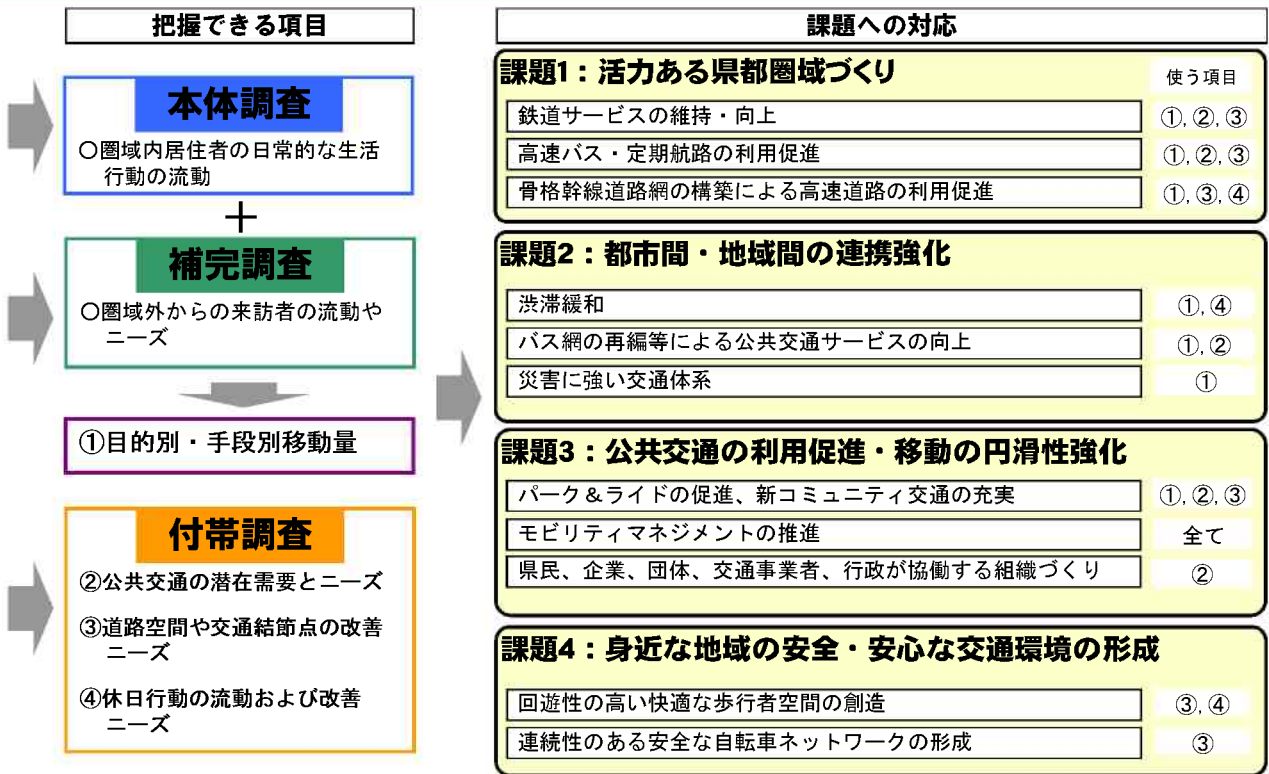 把握できる項目
本体調査
○圏域内居住者の日常的な生活
行動の流動
＋
補完調査
○圏域外からの来訪者の流動や
ニーズ
①目的別・手段別移動量
付帯調査
②公共交通の潜在需要とニーズ
③道路空間や交通結節点の改善
ニーズ
④休日行動の流動および改善
ニーズ
課題への対応
課題1：活力ある県都圏域づくり
使う項目
鉄道サービスの維持・向上 ①, ②, ③
高速バス・定期航路の利用促進 ①, ②, ③
骨格幹線道路網の構築による高速道路の利用促進 ①, ③, ④
課題2：都市間・地域間の連携強化
渋滞緩和 ①, ④
バス網の再編等による公共交通サービスの向上 ①, ②
災害に強い交通体系 ①
課題3：公共交通の利用促進・移動の円滑性強化
パーク＆ライドの促進、新コミュニティ交通の充実 ①, ②, ③
モビリティマネジメントの推進 全て
県民、企業、団体、交通事業者、行政が協働する組織づくり ②
課題4：身近な地域の安全・安心な交通環境の形成
回遊性の高い快適な歩行者空間の創造 ③, ④
連続性のある安全な自転車ネットワークの形成 ③